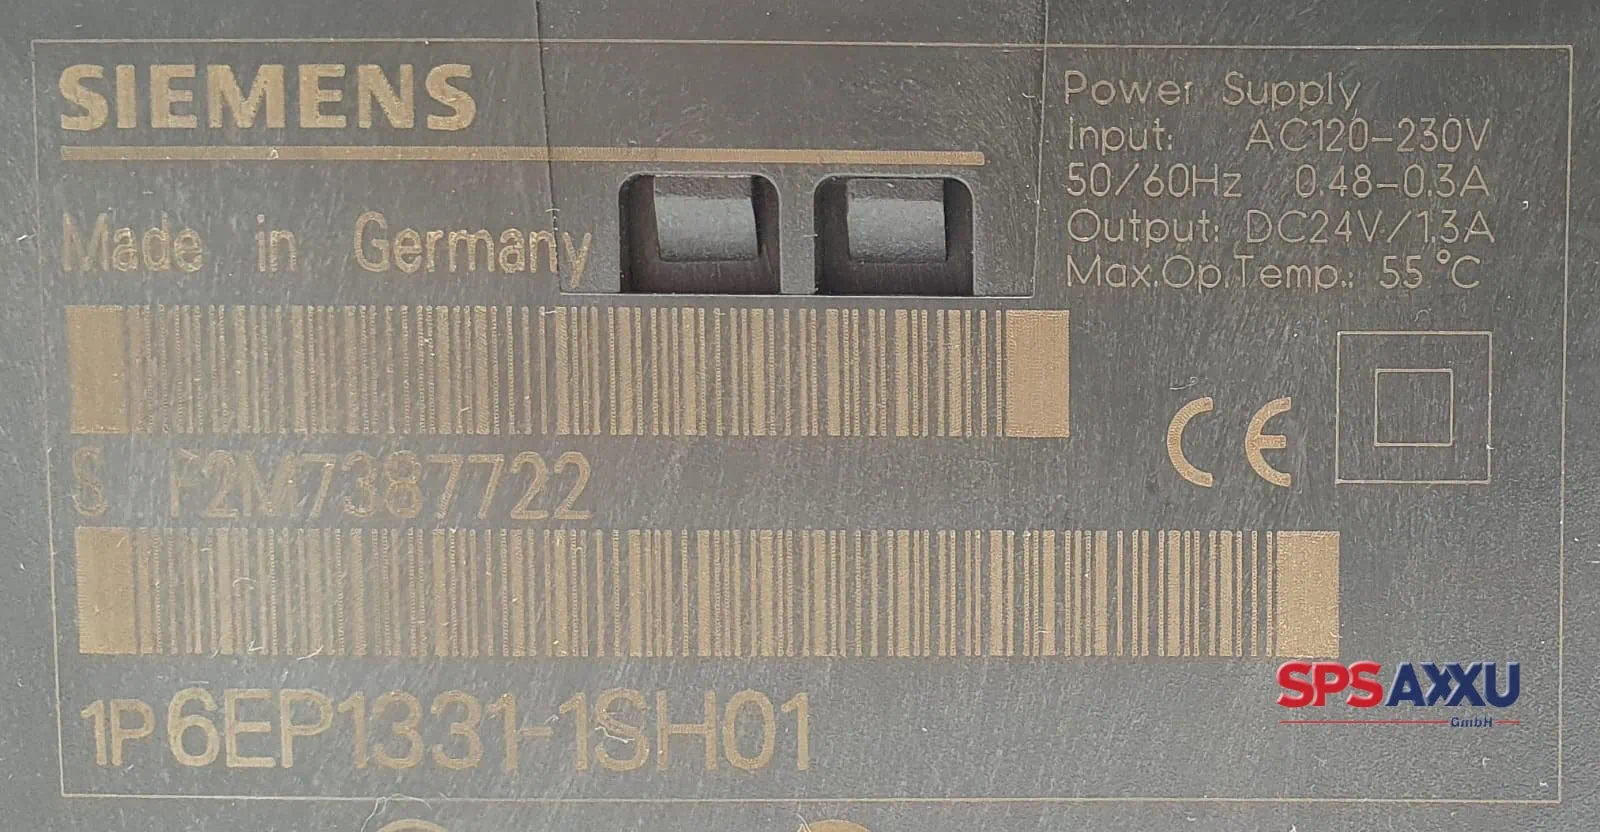 SIEMENS
Made in Germany
Power Supply
Input: AC120-230V
50/60Hz 0.48-0.3A
Output: DC24V/1.3A
Max.Op.Temp.: 55°C
CE
S F2M7387722
1P 6EP1331-1SH01
SPSAXXU
GmbH